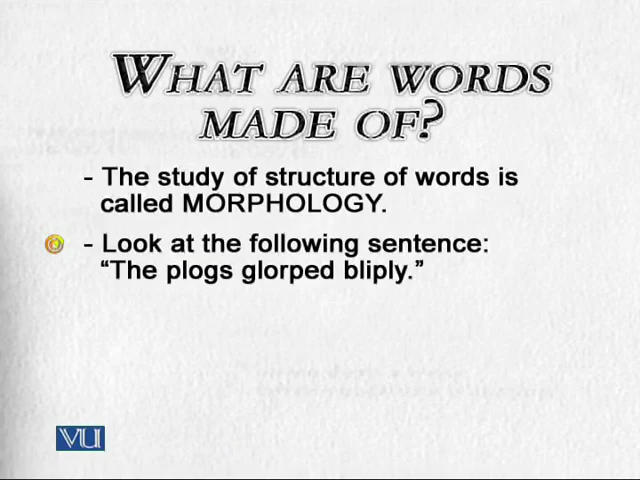 WHAT ARE WORDS
MADE OF?
- The study of structure of words is
called MORPHOLOGY.
- Look at the following sentence:
“The plogs glorped bliply.”
VU